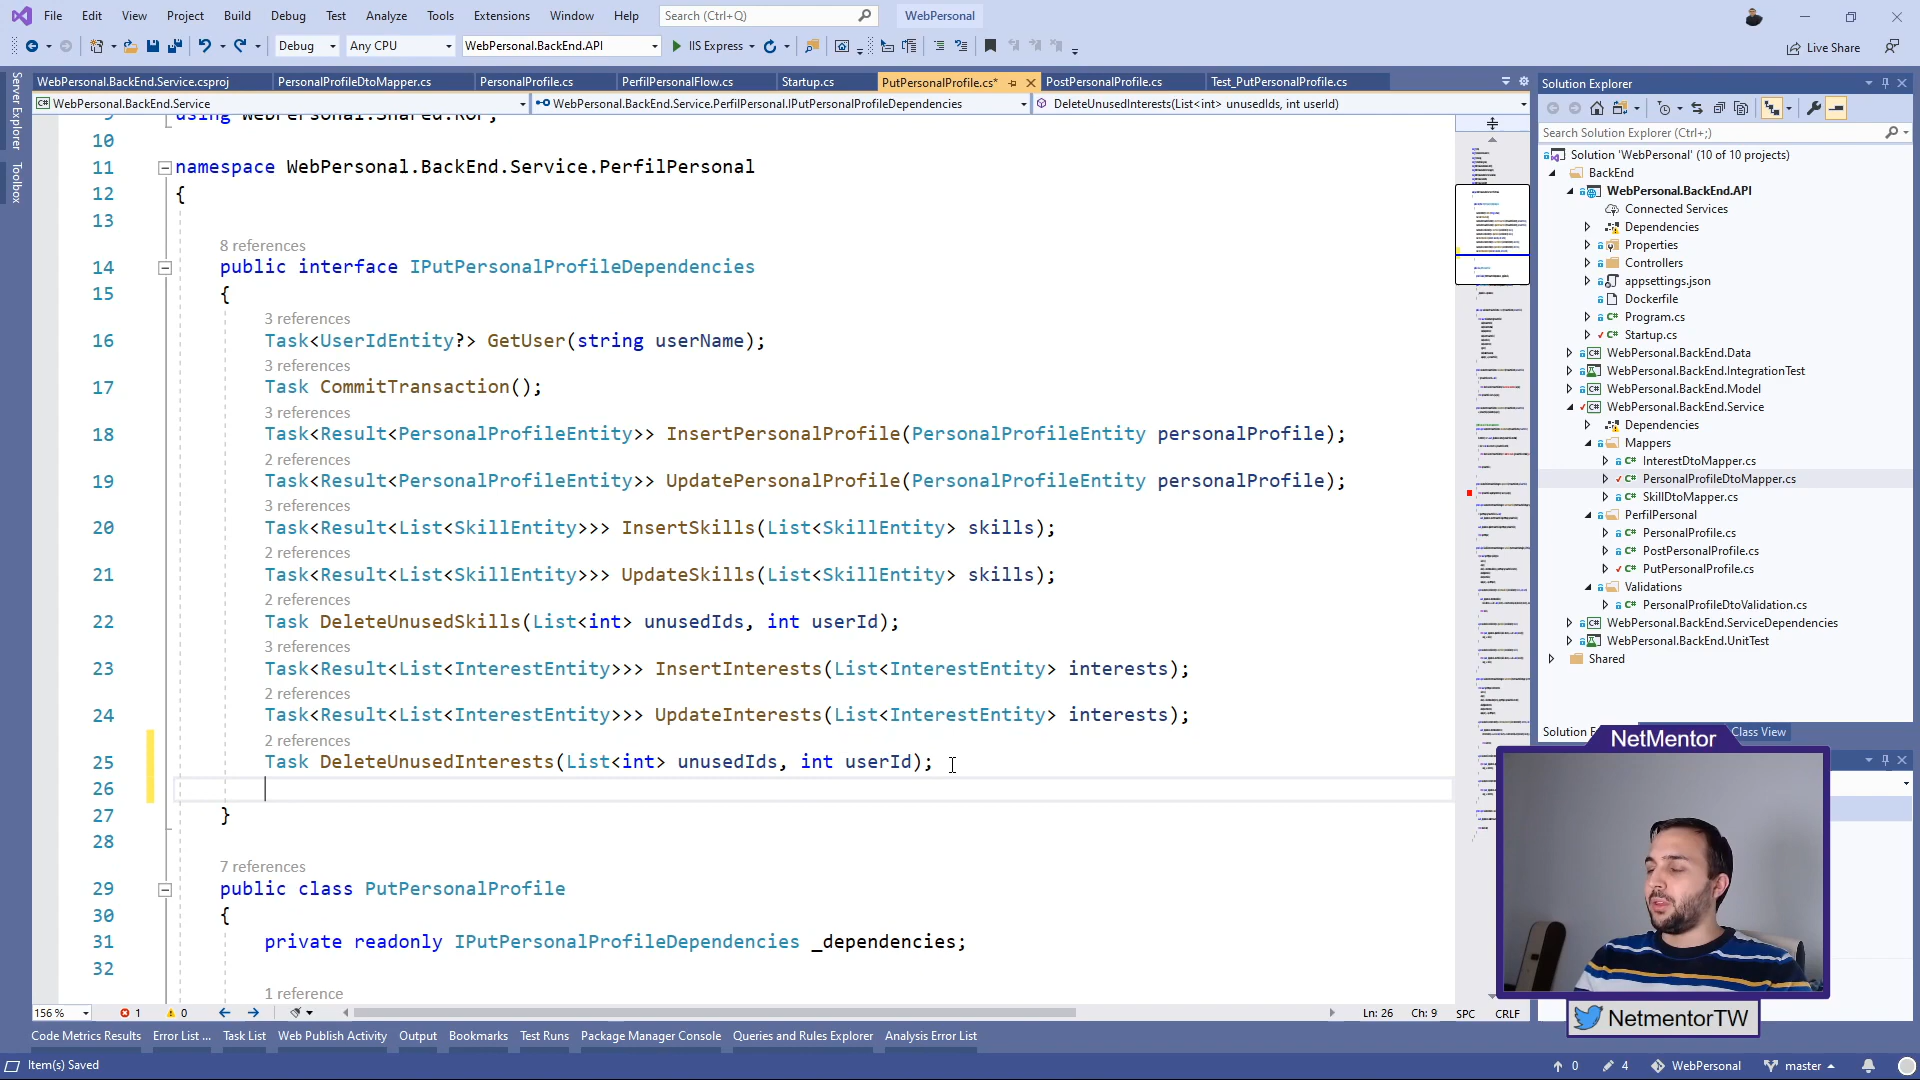 File Edit View Project Build Debug Test Analyze Tools Extensions Window Help Search (Ctrl+Q) WebPersonal
Debug Any CPU WebPersonal.BackEnd.API IIS Express Live Share
WebPersonal.BackEnd.Service.csproj PersonalProfileDtoMapper.cs PersonalProfile.cs PerfilPersonalFlow.cs Startup.cs PutPersonalProfile.cs* PostPersonalProfile.cs Test_PutPersonalProfile.cs
WebPersonal.BackEnd.Service WebPersonal.BackEnd.Service.PerfilPersonal.IPutPersonalProfileDependencies DeleteUnusedInterests(List<int> unusedIds, int userId)
Server Explorer
Toolbox
9 using WebPersonal.Shared.ROP;
10
11 namespace WebPersonal.BackEnd.Service.PerfilPersonal
12 {
13
8 references
14 public interface IPutPersonalProfileDependencies
15 {
3 references
16 Task<UserIdEntity?> GetUser(string userName);
3 references
17 Task CommitTransaction();
3 references
18 Task<Result<PersonalProfileEntity>> InsertPersonalProfile(PersonalProfileEntity personalProfile);
2 references
19 Task<Result<PersonalProfileEntity>> UpdatePersonalProfile(PersonalProfileEntity personalProfile);
3 references
20 Task<Result<List<SkillEntity>>> InsertSkills(List<SkillEntity> skills);
2 references
21 Task<Result<List<SkillEntity>>> UpdateSkills(List<SkillEntity> skills);
2 references
22 Task DeleteUnusedSkills(List<int> unusedIds, int userId);
3 references
23 Task<Result<List<InterestEntity>>> InsertInterests(List<InterestEntity> interests);
2 references
24 Task<Result<List<InterestEntity>>> UpdateInterests(List<InterestEntity> interests);
2 references
25 Task DeleteUnusedInterests(List<int> unusedIds, int userId);
26
27 }
28
7 references
29 public class PutPersonalProfile
30 {
31 private readonly IPutPersonalProfileDependencies _dependencies;
32
1 reference
156 % 1 0 Ln: 26 Ch: 9 SPC CRLF
Code Metrics Results Error List ... Task List Web Publish Activity Output Bookmarks Test Runs Package Manager Console Queries and Rules Explorer Analysis Error List
Item(s) Saved 0 4 WebPersonal master
Solution Explorer
Search Solution Explorer (Ctrl+;)
Solution 'WebPersonal' (10 of 10 projects)
BackEnd
WebPersonal.BackEnd.API
Connected Services
Dependencies
Properties
Controllers
appsettings.json
Dockerfile
Program.cs
Startup.cs
WebPersonal.BackEnd.Data
WebPersonal.BackEnd.IntegrationTest
WebPersonal.BackEnd.Model
WebPersonal.BackEnd.Service
Dependencies
Mappers
InterestDtoMapper.cs
PersonalProfileDtoMapper.cs
SkillDtoMapper.cs
PerfilPersonal
PersonalProfile.cs
PostPersonalProfile.cs
PutPersonalProfile.cs
Validations
PersonalProfileDtoValidation.cs
WebPersonal.BackEnd.ServiceDependencies
WebPersonal.BackEnd.UnitTest
Shared
Solution Class View
NetMentor
NetmentorTW